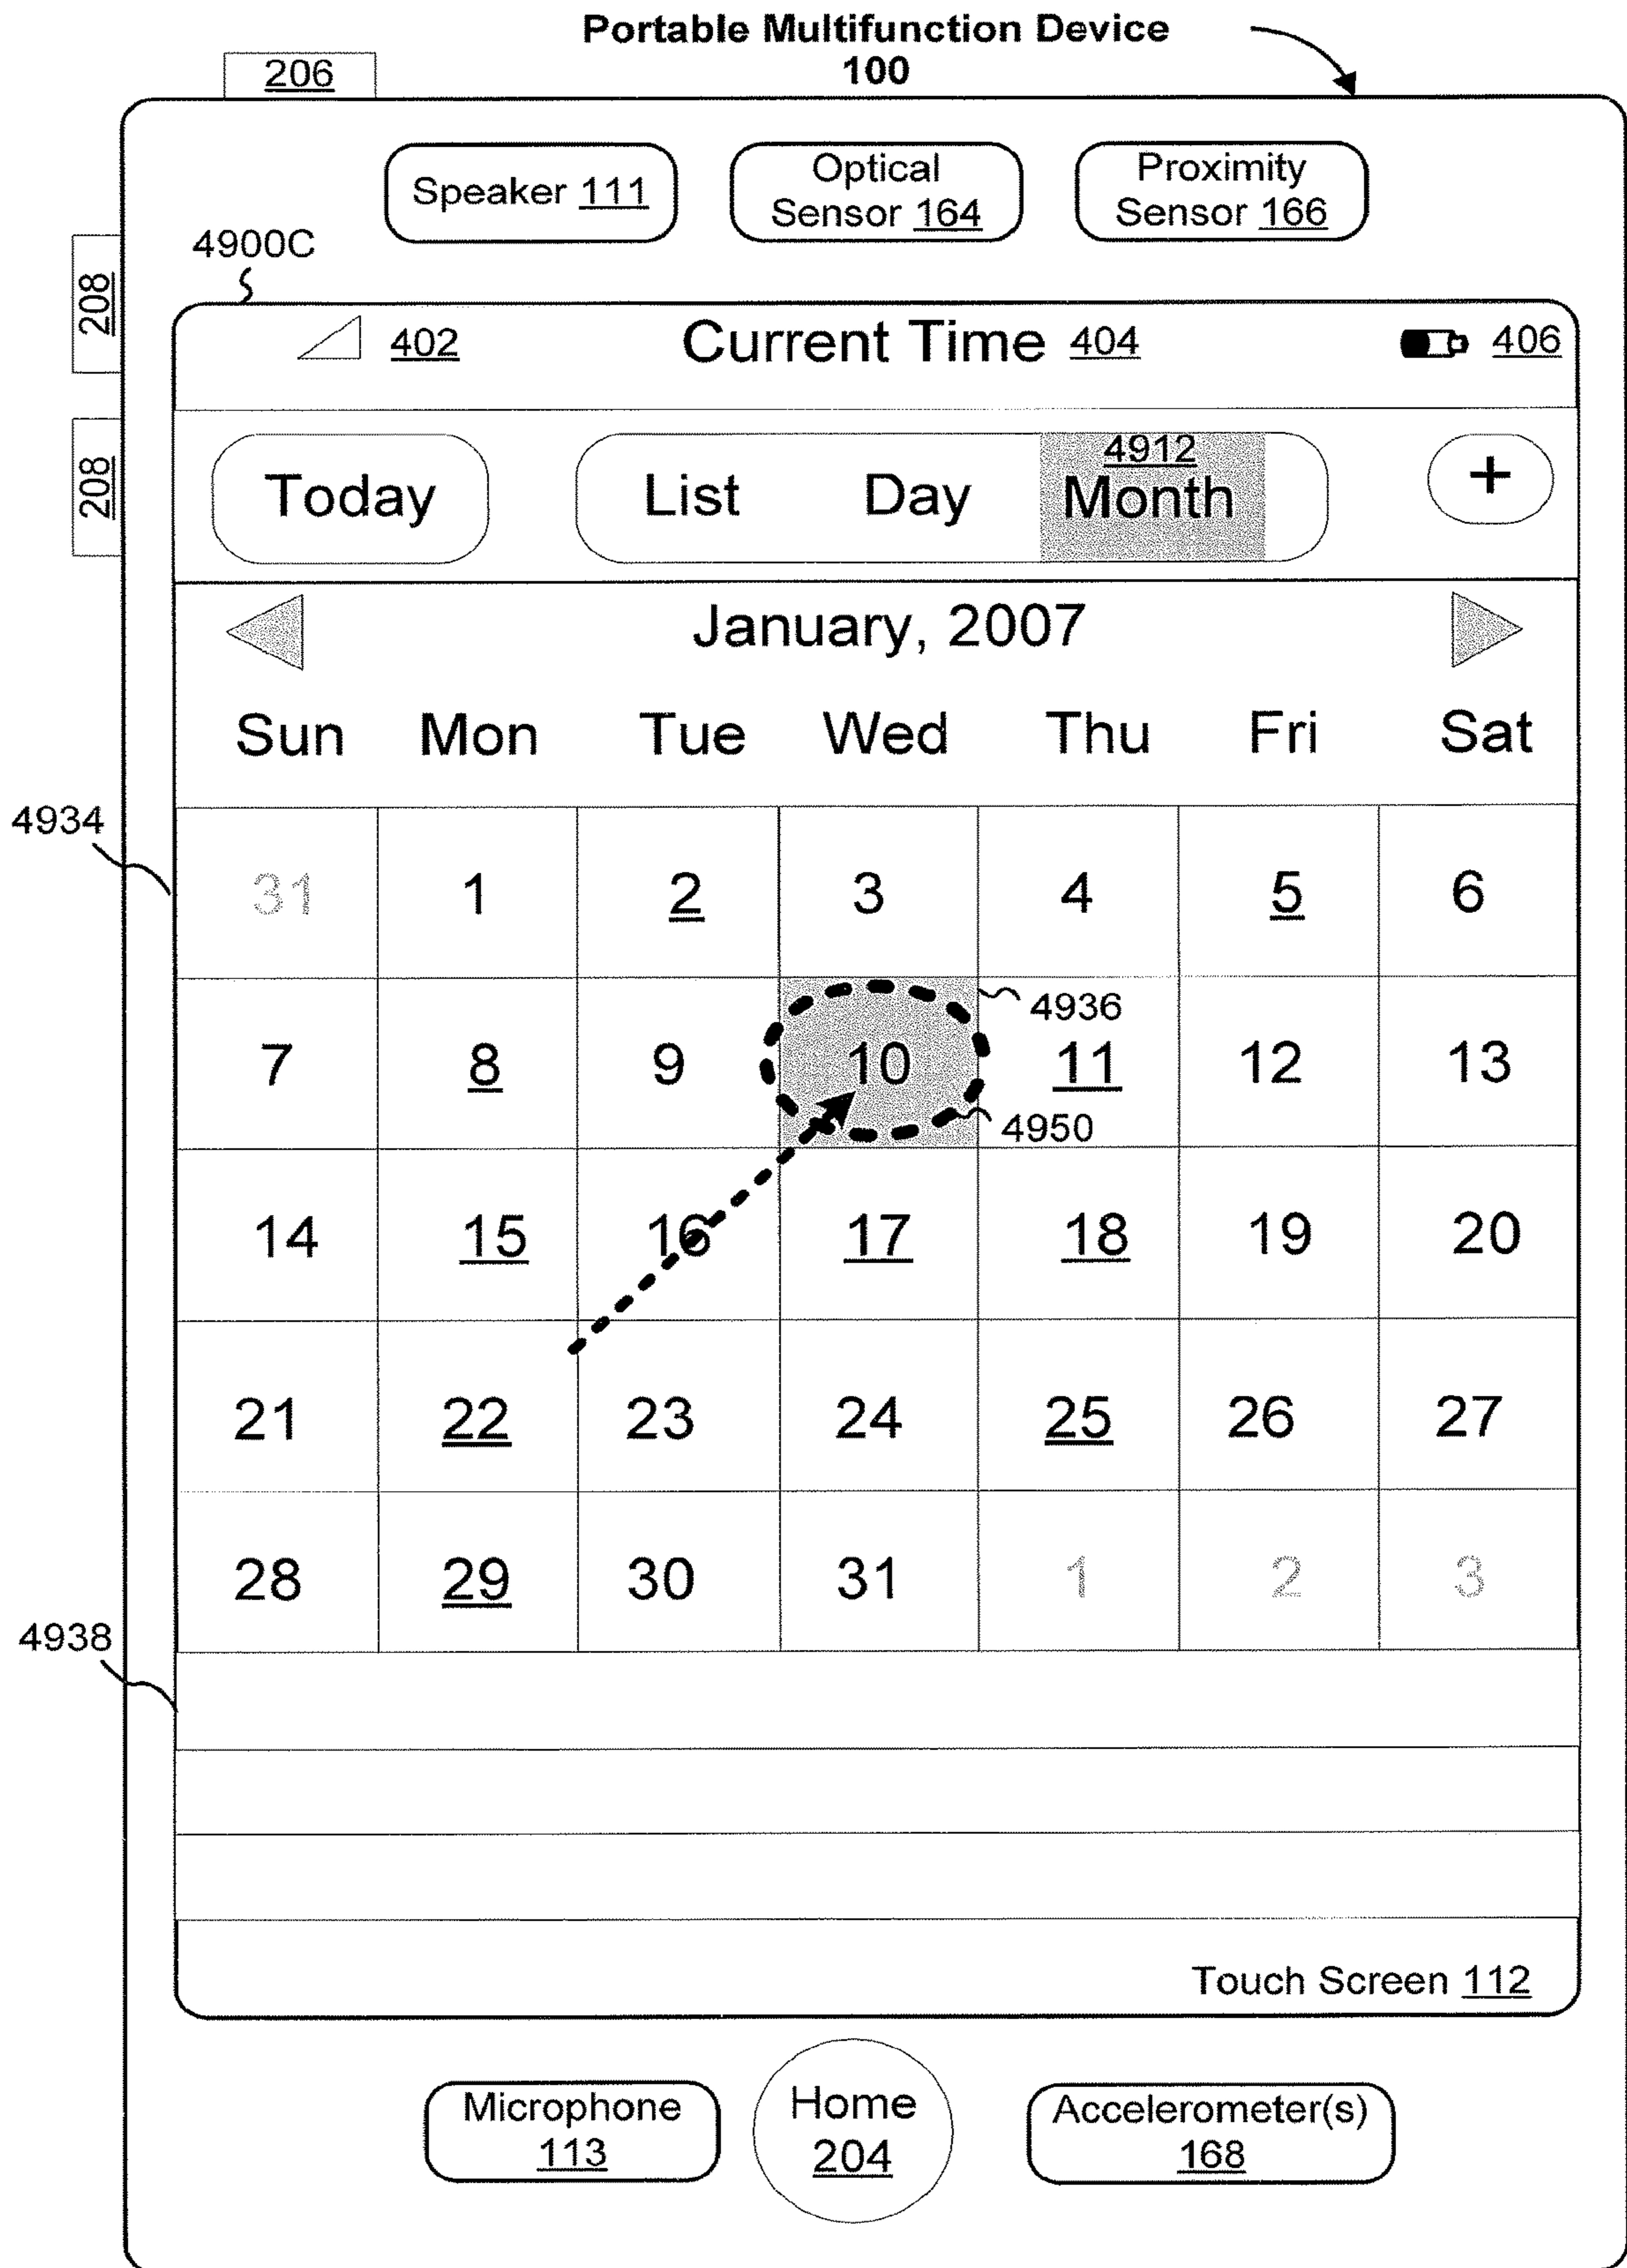 Portable Multifunction Device
100
206
Speaker 111
Optical
Sensor 164
Proximity
Sensor 166
4900C
208
402
Current Time 404
406
208
Today
List
Day
4912
Month
+
January, 2007
Sun Mon Tue Wed Thu Fri Sat
4934
31 1 2 3 4 5 6
4936
7 8 9 10 11 12 13
4950
14 15 16 17 18 19 20
21 22 23 24 25 26 27
28 29 30 31 1 2 3
4938
Touch Screen 112
Microphone
113
Home
204
Accelerometer(s)
168